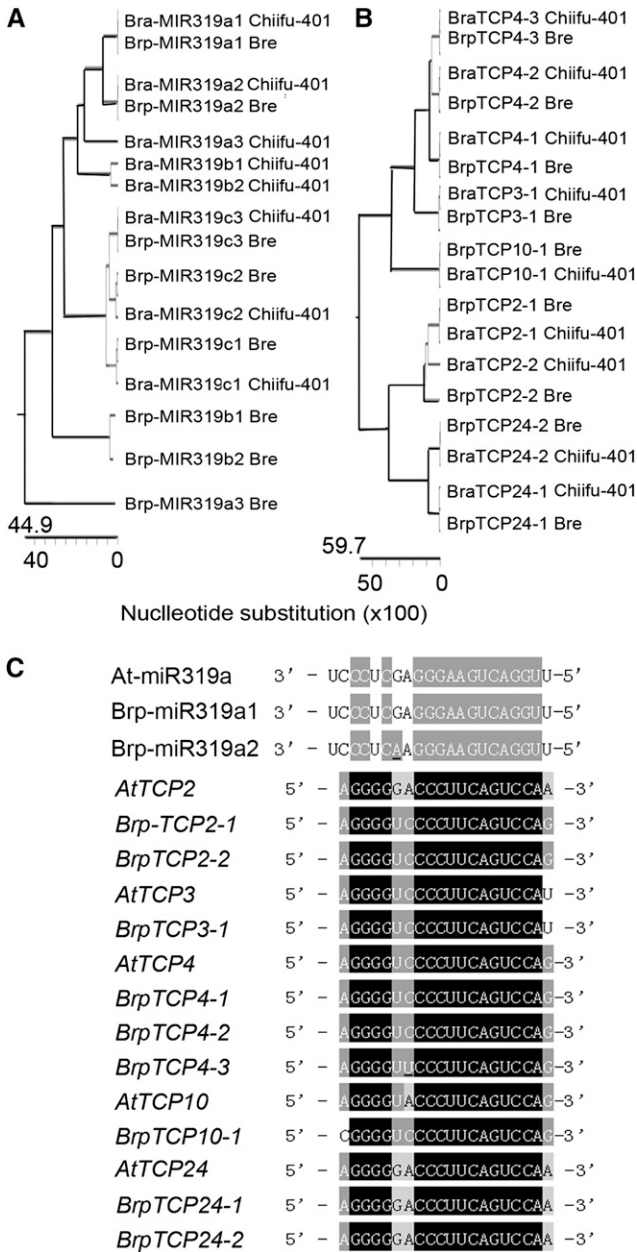 A
Bra-MIR319a1 Chiifu-401
Brp-MIR319a1 Bre
Bra-MIR319a2 Chiifu-401
Brp-MIR319a2 Bre
Bra-MIR319a3 Chiifu-401
Bra-MIR319b1 Chiifu-401
Bra-MIR319b2 Chiifu-401
Bra-MIR319c3 Chiifu-401
Brp-MIR319c3 Bre
Brp-MIR319c2 Bre
Bra-MIR319c2 Chiifu-401
Brp-MIR319c1 Bre
Bra-MIR319c1 Chiifu-401
Brp-MIR319b1 Bre
Brp-MIR319b2 Bre
Brp-MIR319a3 Bre
44.9
40 0
B
BraTCP4-3 Chiifu-401
BrpTCP4-3 Bre
BraTCP4-2 Chiifu-401
BrpTCP4-2 Bre
BraTCP4-1 Chiifu-401
BrpTCP4-1 Bre
BraTCP3-1 Chiifu-401
BrpTCP3-1 Bre
BrpTCP10-1 Bre
BraTCP10-1 Chiifu-401
BrpTCP2-1 Bre
BraTCP2-1 Chiifu-401
BraTCP2-2 Chiifu-401
BrpTCP2-2 Bre
BrpTCP24-2 Bre
BraTCP24-2 Chiifu-401
BraTCP24-1 Chiifu-401
BrpTCP24-1 Bre
59.7
50 0
Nuclleotide substitution (x100)
C
At-miR319a 3' - UCCCUCGAGGGAAGUCAGGUU-5'
Brp-miR319a1 3' - UCCCUCGAGGGAAGUCAGGUU-5'
Brp-miR319a2 3' - UCCCUCAAGGGAAGUCAGGUU-5'
AtTCP2 5' - AGGGGGACCCUUCAGUCCAA -3'
Brp-TCP2-1 5' - AGGGGUCCCCUUCAGUCCAG-3'
BrpTCP2-2 5' - AGGGGUCCCCUUCAGUCCAG-3'
AtTCP3 5' - AGGGGUCCCCUUCAGUCCAU-3'
BrpTCP3-1 5' - AGGGGUCCCCUUCAGUCCAU-3'
AtTCP4 5' - AGGGGUCCCCUUCAGUCCAG-3'
BrpTCP4-1 5' - AGGGGUCCCCUUCAGUCCAG-3'
BrpTCP4-2 5' - AGGGGUCCCCUUCAGUCCAG-3'
BrpTCP4-3 5' - AGGGGUUCCCUUCAGUCCAG-3'
AtTCP10 5' - AGGGGUACCCUUCAGUCCAG-3'
BrpTCP10-1 5' - CGGGGUCCCCUUCAGUCCAG-3'
AtTCP24 5' - AGGGGGACCCUUCAGUCCAA-3'
BrpTCP24-1 5' - AGGGGGACCCUUCAGUCCAA-3'
BrpTCP24-2 5' - AGGGGGACCCUUCAGUCCAA-3'